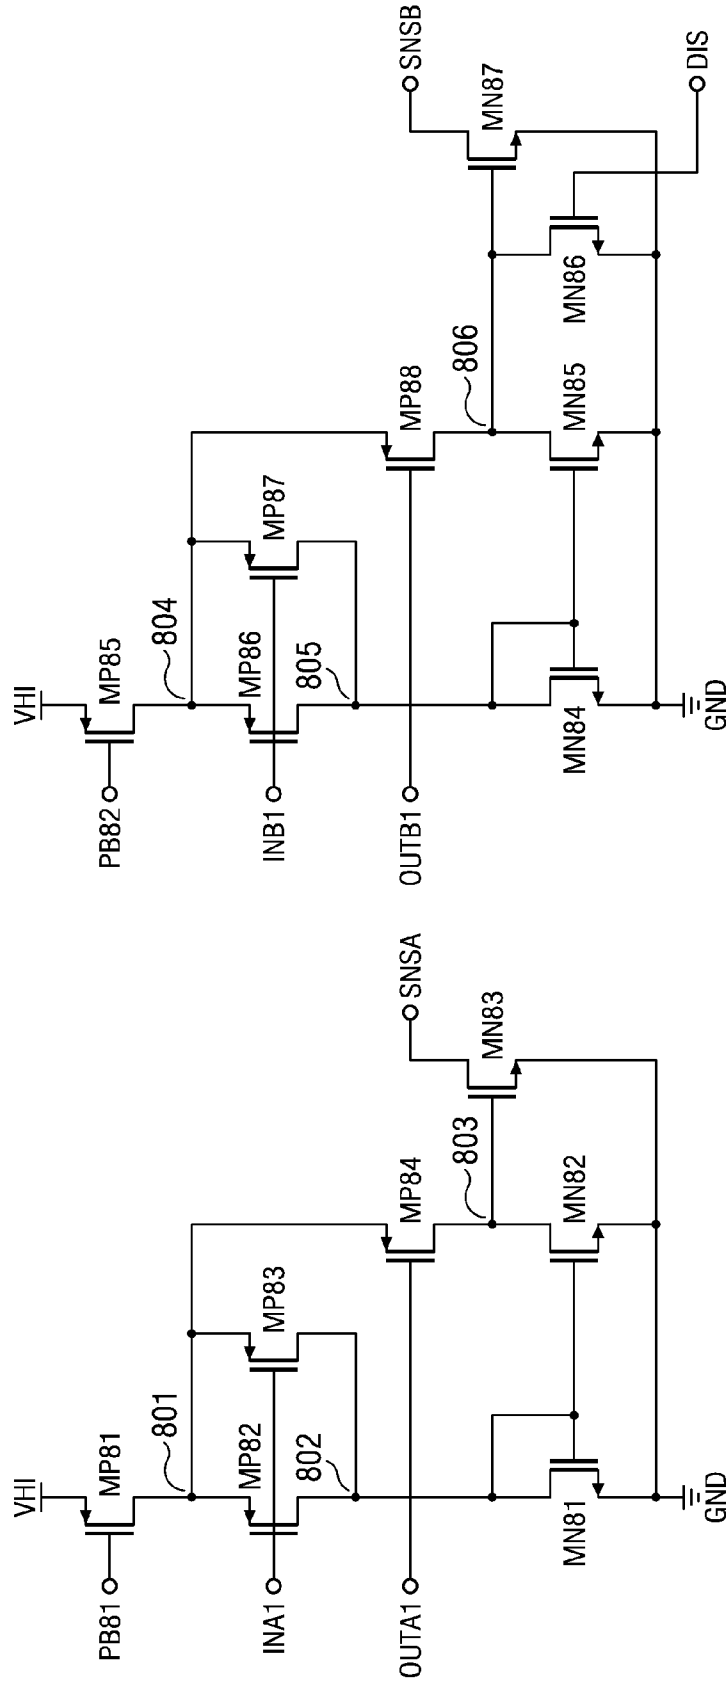 VHI
PB81
MP81
801
INA1
MP82
MP83
802
OUTA1
MP84
803
SNSA
MN83
MN81
MN82
GND
VHI
PB82
MP85
804
INB1
MP86
MP87
805
OUTB1
MP88
806
SNSB
MN87
MN84
MN85
MN86
DIS
GND